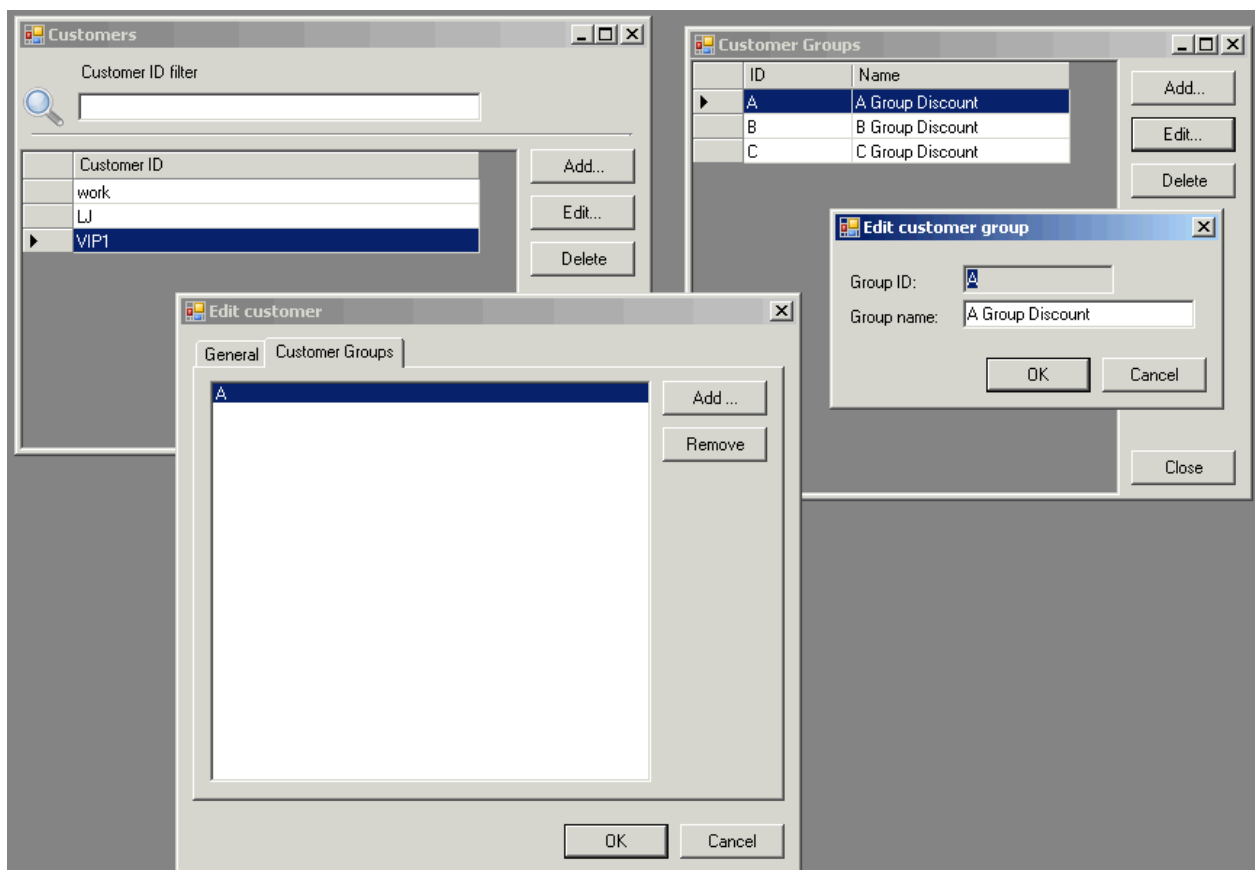 Customers
Customer ID filter
Customer ID
work
LJ
VIP1
Add...
Edit...
Delete
Customer Groups
ID Name
A A Group Discount
B B Group Discount
C C Group Discount
Add...
Edit...
Delete
Close
Edit customer group
Group ID: A
Group name: A Group Discount
OK Cancel
Edit customer
General Customer Groups
A
Add ...
Remove
OK Cancel